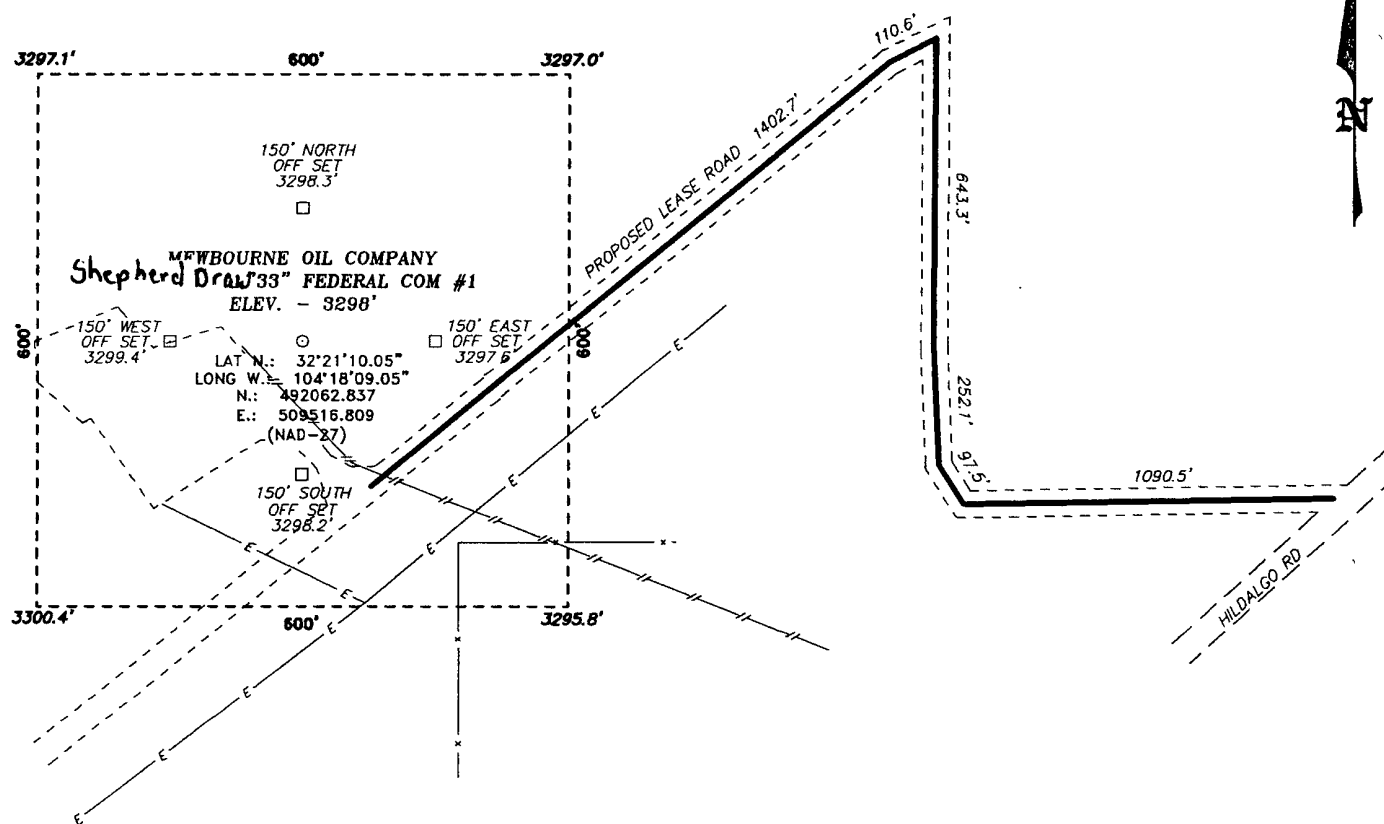 3297.1'
600'
3297.0'
110.6'
1402.7'
PROPOSED LEASE ROAD
N
643.3'
150' NORTH
OFF SET
3298.3'
MEWBOURNE OIL COMPANY
Shepherd Draw "33" FEDERAL COM #1
ELEV. - 3298'
600'
150' WEST
OFF SET
3299.4'
150' EAST
OFF SET
3297.6'
600'
LAT N.: 32°21'10.05"
LONG W.: 104°18'09.05"
N.: 492062.837
E.: 509516.809
(NAD-27)
150' SOUTH
OFF SET
3298.2'
252.1'
97.5'
1090.5'
HILDALGO RD
E
E
E
E
E
E
E
E
E
3300.4'
600'
3295.8'